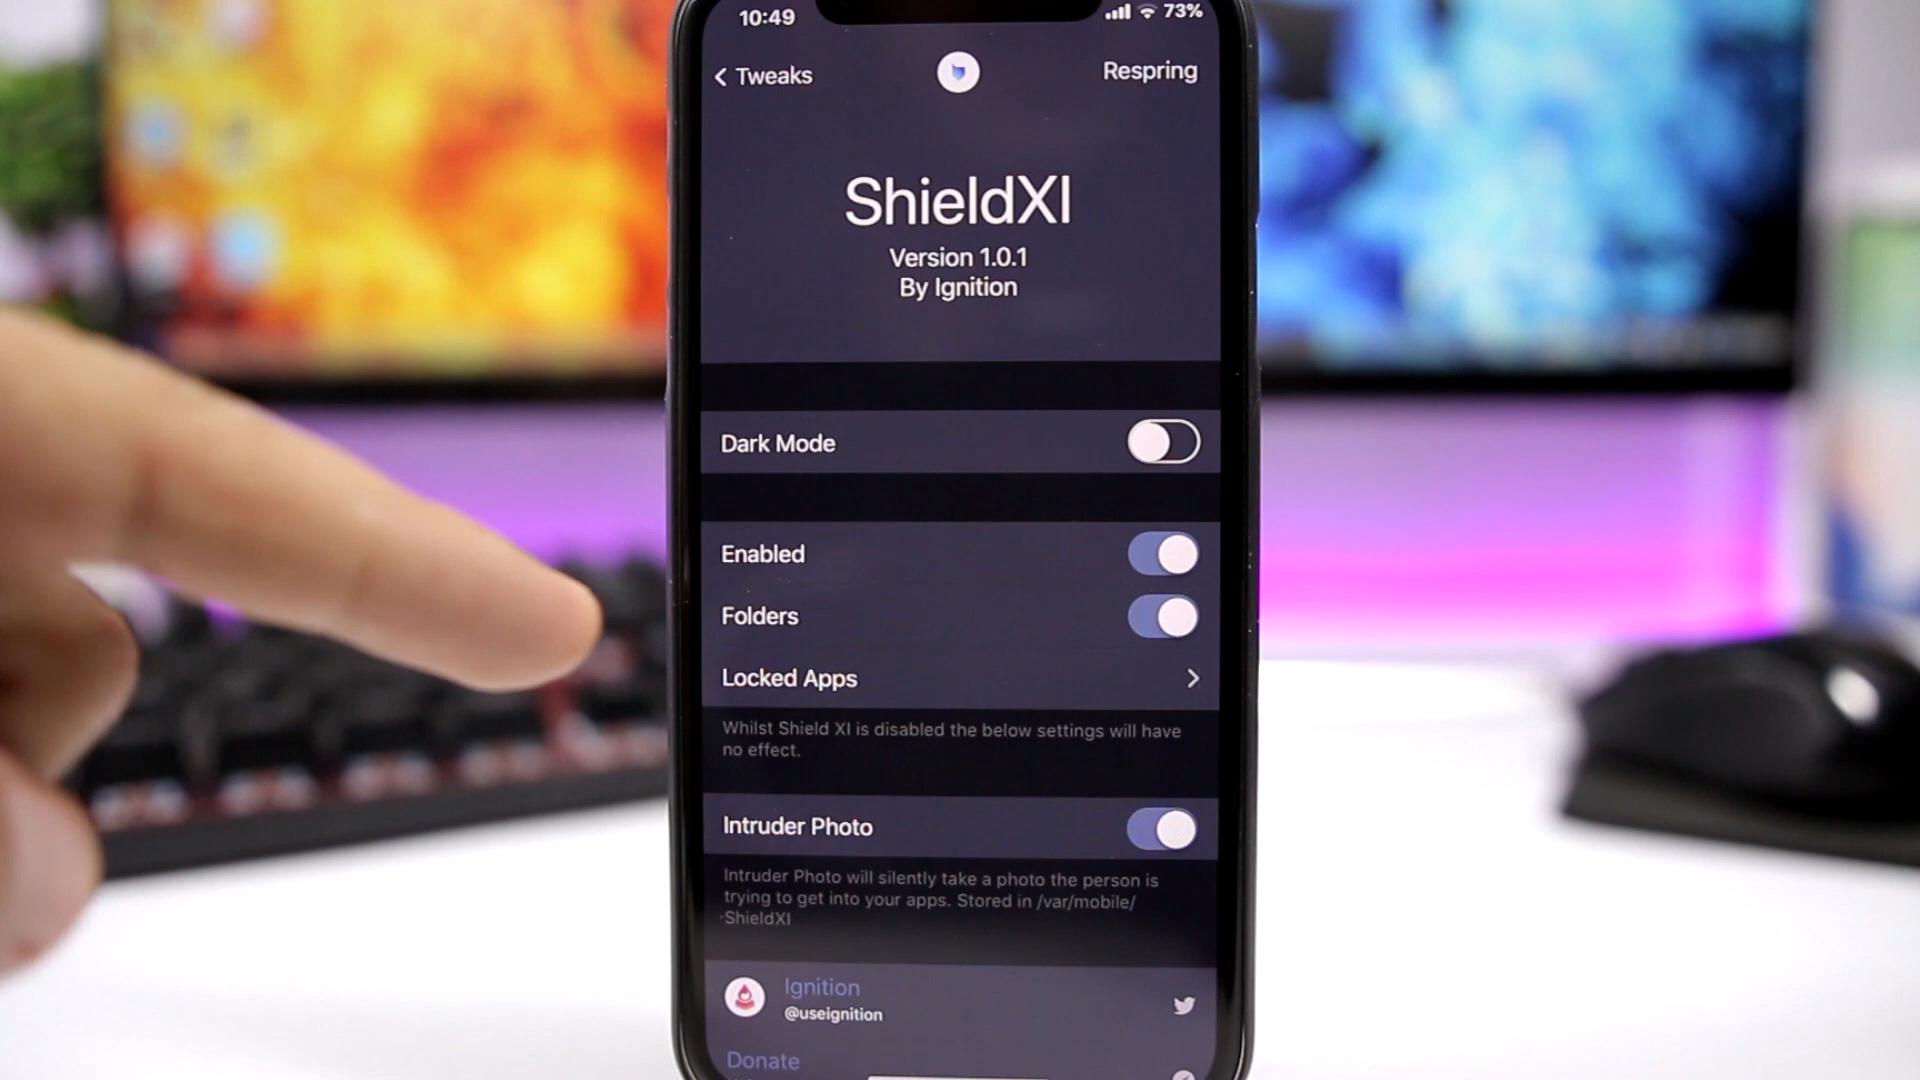 10:49
73%
Tweaks
Respring
ShieldXI
Version 1.0.1
By Ignition
Dark Mode
Enabled
Folders
Locked Apps
Whilst Shield XI is disabled the below settings will have
no effect.
Intruder Photo
Intruder Photo will silently take a photo the person is
trying to get into your apps. Stored in /var/mobile/
ShieldXI
Ignition
@useignition
Donate